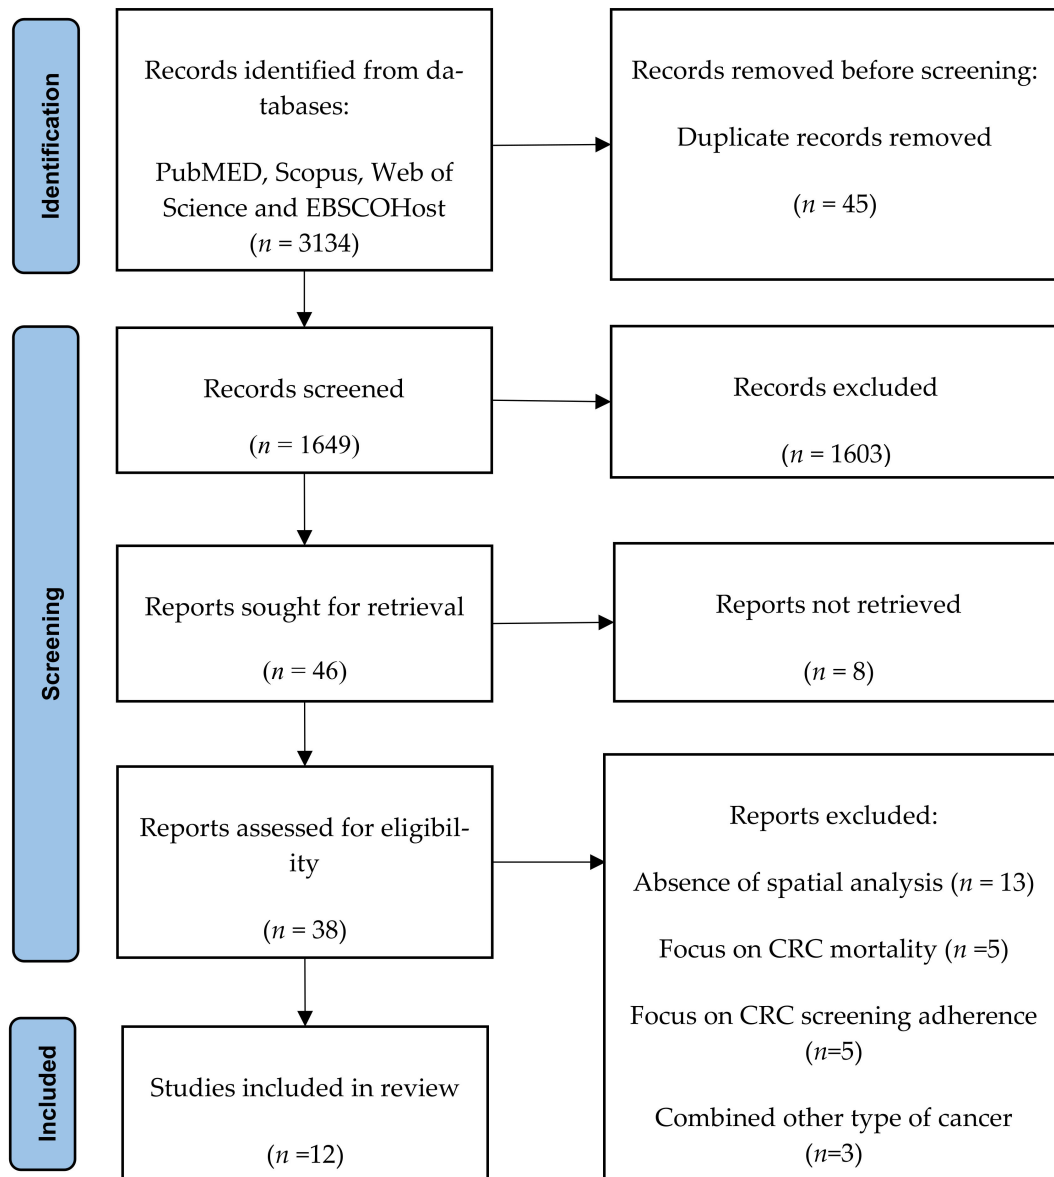 Identification
Records identified from da-
tabases:
PubMED, Scopus, Web of
Science and EBSCOHost
(n = 3134)
Records removed before screening:
Duplicate records removed
(n = 45)
Screening
Records screened
(n = 1649)
Records excluded
(n = 1603)
Reports sought for retrieval
(n = 46)
Reports not retrieved
(n = 8)
Reports assessed for eligibil-
ity
(n = 38)
Reports excluded:
Absence of spatial analysis (n = 13)
Focus on CRC mortality (n =5)
Focus on CRC screening adherence
(n=5)
Combined other type of cancer
(n=3)
Included
Studies included in review
(n =12)